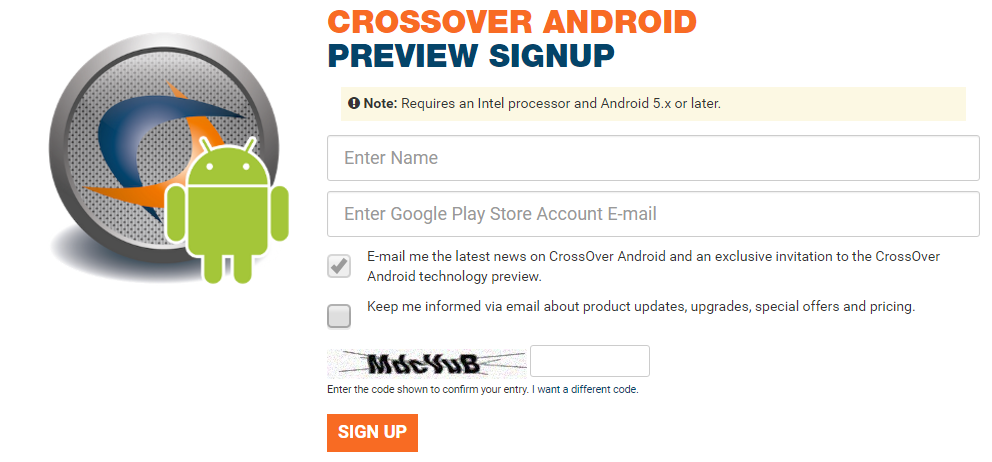 CROSSOVER ANDROID
PREVIEW SIGNUP
Note: Requires an Intel processor and Android 5.x or later.
Enter Name
Enter Google Play Store Account E-mail
E-mail me the latest news on CrossOver Android and an exclusive invitation to the CrossOver
Android technology preview.
Keep me informed via email about product updates, upgrades, special offers and pricing.
MdcVuB
Enter the code shown to confirm your entry. I want a different code.
SIGN UP